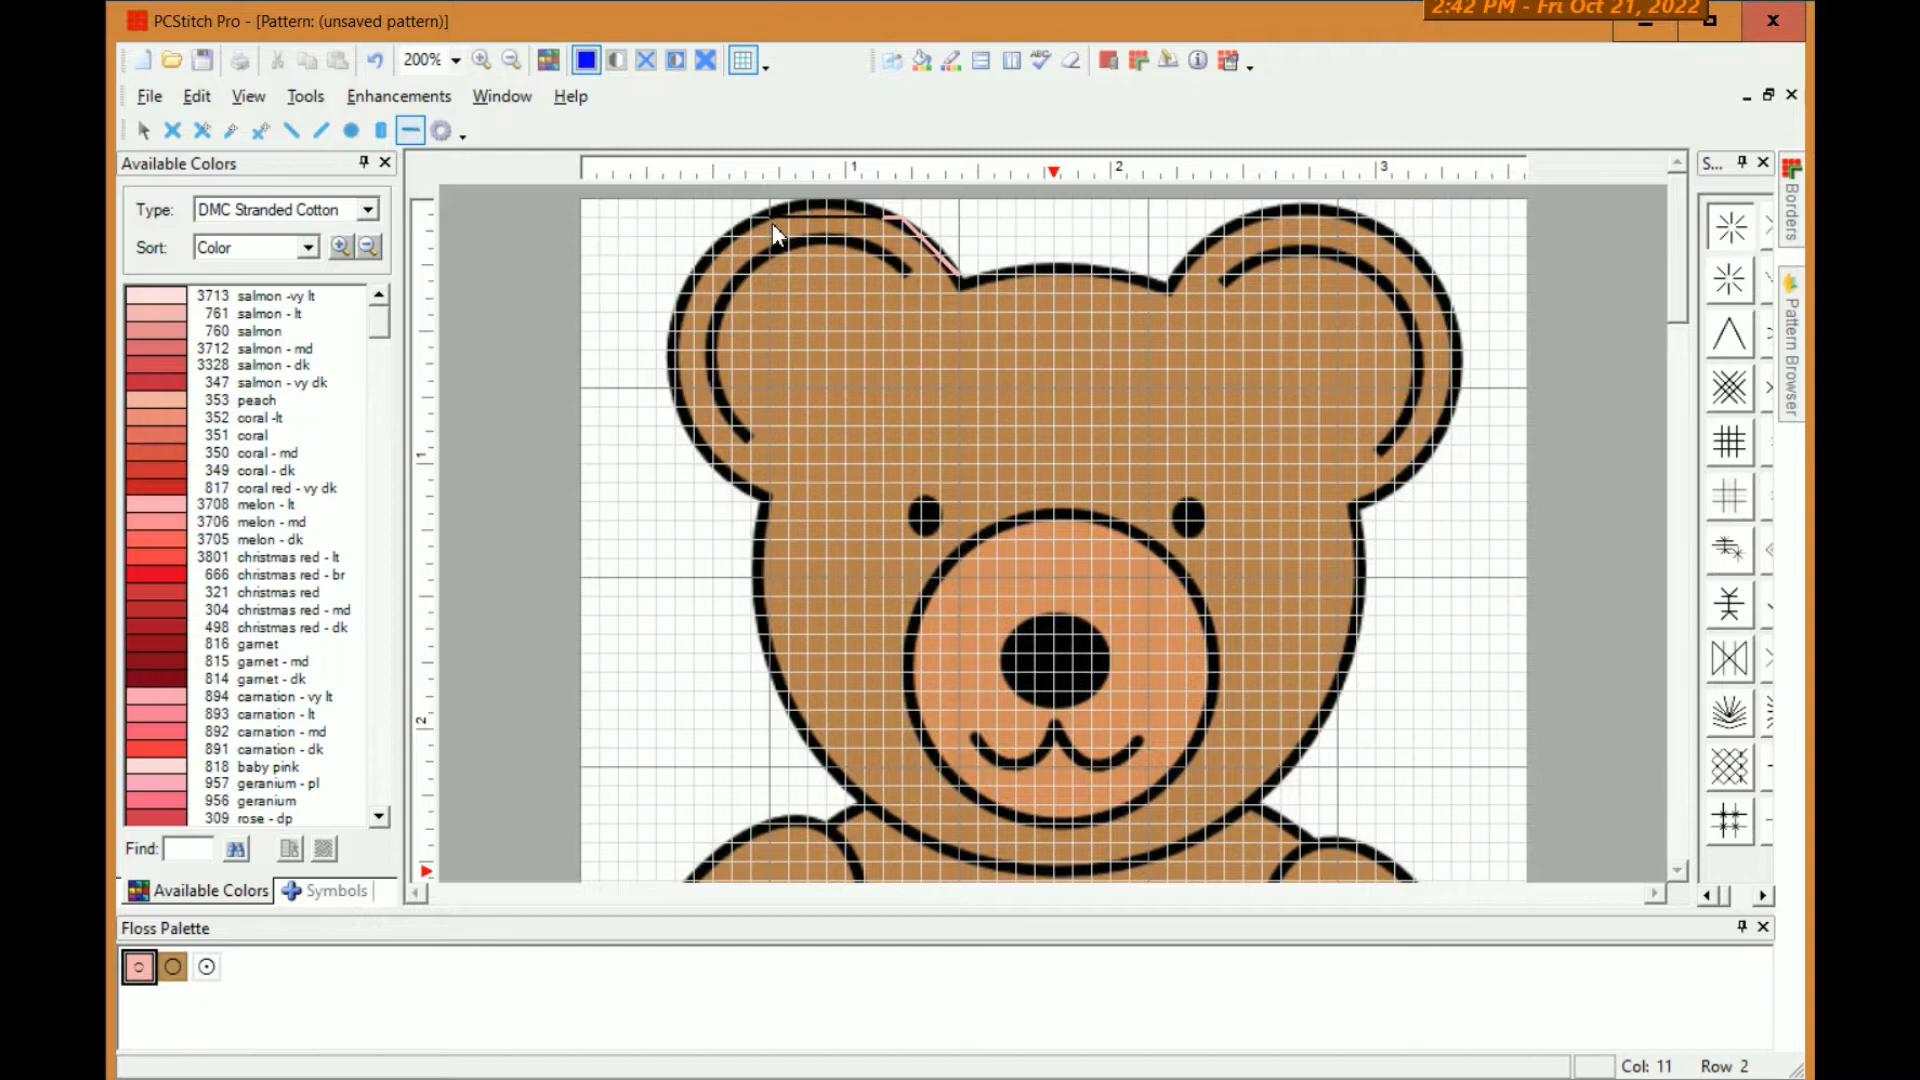 2:42 PM - Fri Oct 21, 2022
PCStitch Pro - [Pattern: (unsaved pattern)]
200%
ABC
File Edit View Tools Enhancements Window Help
Available Colors
Type: DMC Stranded Cotton
Sort: Color
3713 salmon -vy lt
761 salmon - lt
760 salmon
3712 salmon - md
3328 salmon - dk
347 salmon - vy dk
353 peach
352 coral -lt
351 coral
350 coral - md
349 coral - dk
817 coral red - vy dk
3708 melon - lt
3706 melon - md
3705 melon - dk
3801 christmas red - lt
666 christmas red - br
321 christmas red
304 christmas red - md
498 christmas red - dk
816 garnet
815 garnet - md
814 garnet - dk
894 carnation - vy lt
893 carnation - lt
892 carnation - md
891 carnation - dk
818 baby pink
957 geranium - pl
956 geranium
309 rose - dp
Find:
Available Colors Symbols
1 2 3
1
2
S...
Borders
Pattern Browser
Floss Palette
Col: 11 Row 2